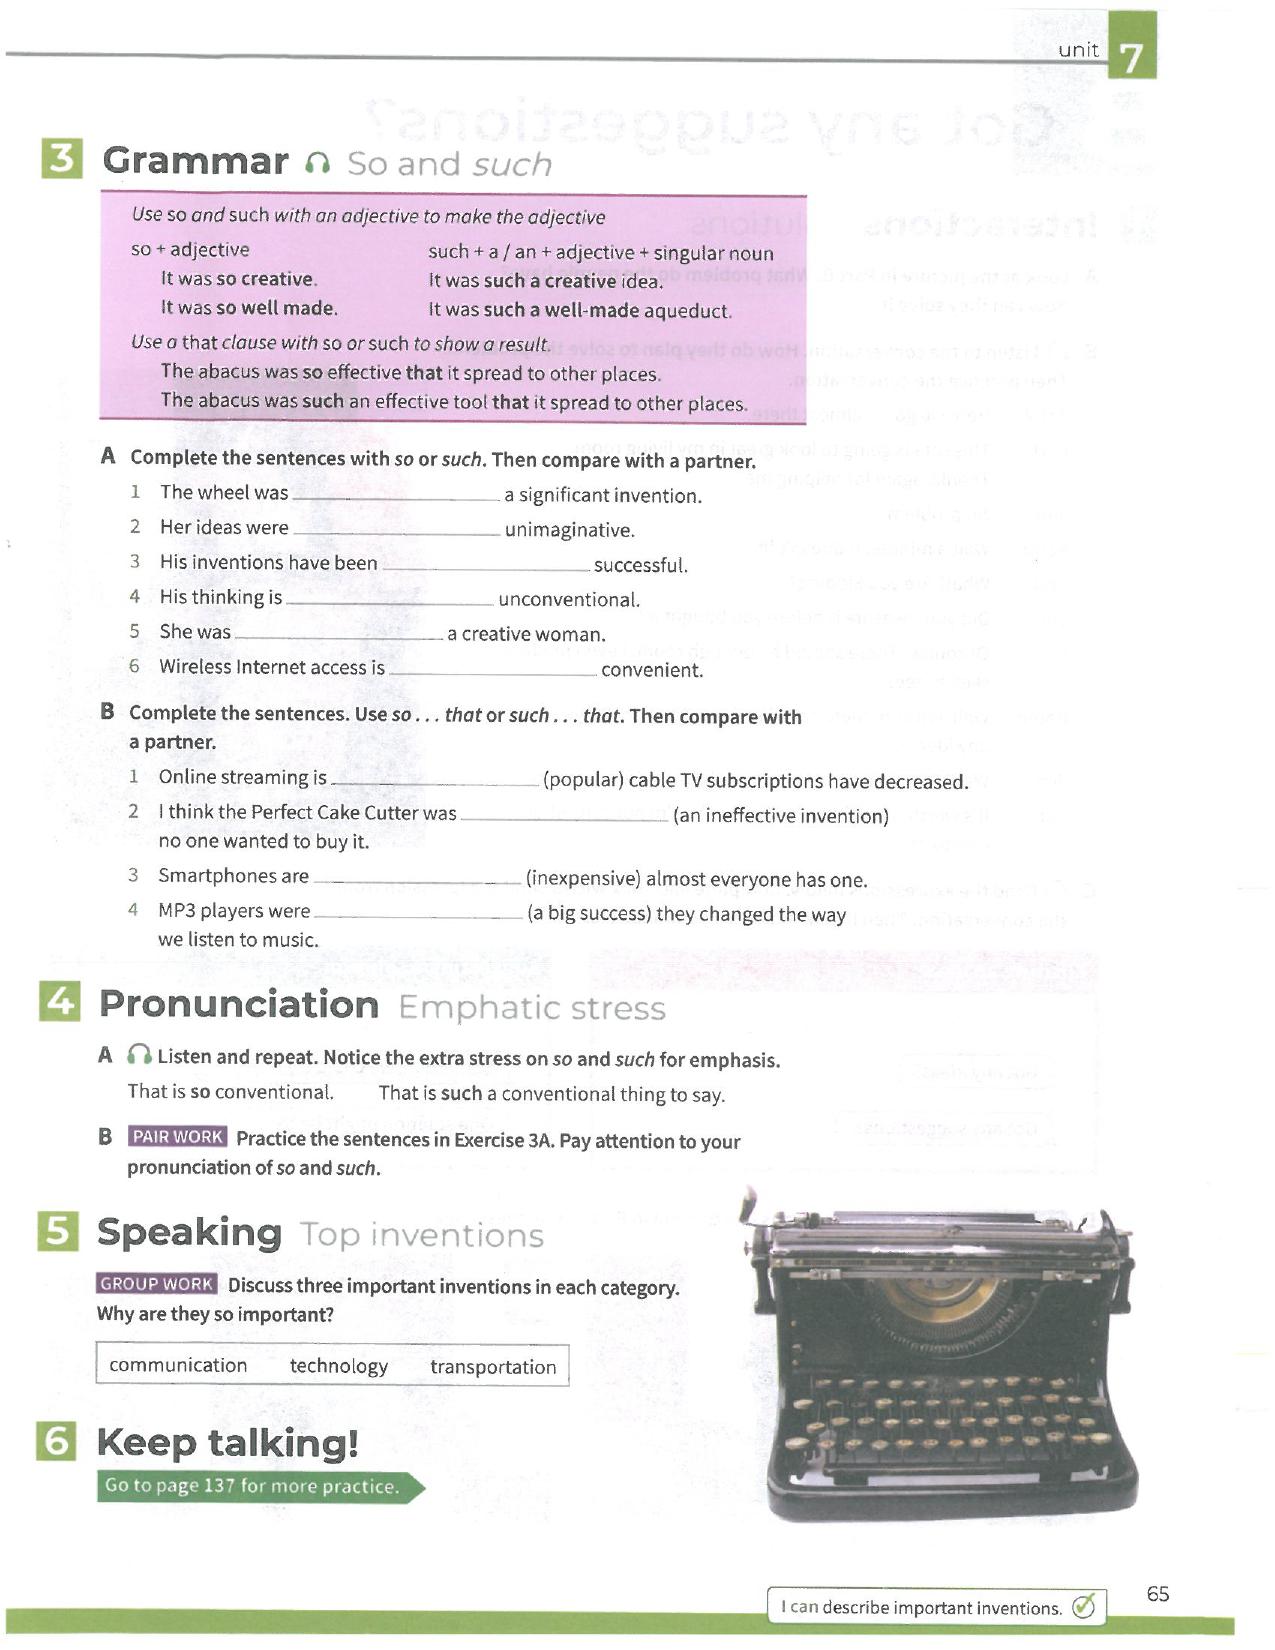 unit 7
3 Grammar So and such
Use so and such with an adjective to make the adjective
so + adjective such + a / an + adjective + singular noun
It was so creative. It was such a creative idea.
It was so well made. It was such a well-made aqueduct.
Use a that clause with so or such to show a result.
The abacus was so effective that it spread to other places.
The abacus was such an effective tool that it spread to other places.
A Complete the sentences with so or such. Then compare with a partner.
1 The wheel was ____________ a significant invention.
2 Her ideas were ____________ unimaginative.
3 His inventions have been ____________ successful.
4 His thinking is ____________ unconventional.
5 She was ____________ a creative woman.
6 Wireless Internet access is ____________ convenient.
B Complete the sentences. Use so . . . that or such . . . that. Then compare with
a partner.
1 Online streaming is ____________ (popular) cable TV subscriptions have decreased.
2 I think the Perfect Cake Cutter was ____________ (an ineffective invention)
no one wanted to buy it.
3 Smartphones are ____________ (inexpensive) almost everyone has one.
4 MP3 players were ____________ (a big success) they changed the way
we listen to music.
4 Pronunciation Emphatic stress
A Listen and repeat. Notice the extra stress on so and such for emphasis.
That is so conventional. That is such a conventional thing to say.
B PAIR WORK Practice the sentences in Exercise 3A. Pay attention to your
pronunciation of so and such.
5 Speaking Top inventions
GROUP WORK Discuss three important inventions in each category.
Why are they so important?
communication technology transportation
6 Keep talking!
Go to page 137 for more practice.
I can describe important inventions.
65